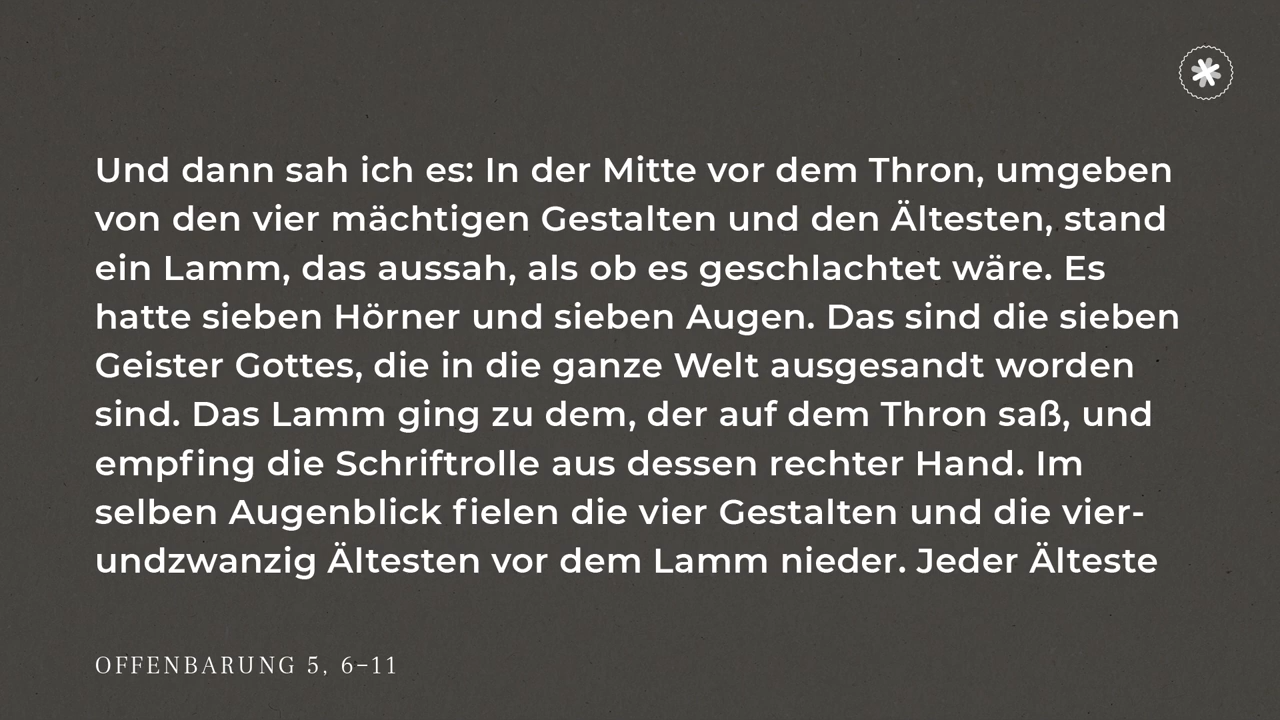 Und dann sah ich es: In der Mitte vor dem Thron, umgeben
von den vier mächtigen Gestalten und den Ältesten, stand
ein Lamm, das aussah, als ob es geschlachtet wäre. Es
hatte sieben Hörner und sieben Augen. Das sind die sieben
Geister Gottes, die in die ganze Welt ausgesandt worden
sind. Das Lamm ging zu dem, der auf dem Thron saß, und
empfing die Schriftrolle aus dessen rechter Hand. Im
selben Augenblick fielen die vier Gestalten und die vier-
undzwanzig Ältesten vor dem Lamm nieder. Jeder Älteste
OFFENBARUNG 5, 6–11